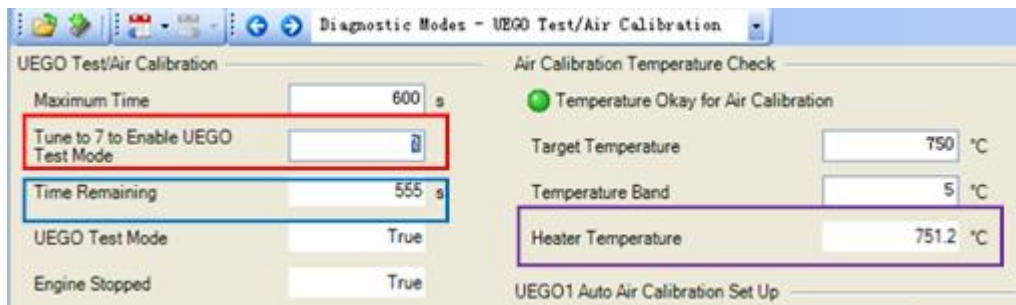 Diagnostic Modes - UEGO Test/Air Calibration
UEGO Test/Air Calibration
Maximum Time 600 s
Tune to 7 to Enable UEGO
Test Mode
Time Remaining 555 s
UEGO Test Mode True
Engine Stopped True
Air Calibration Temperature Check
Temperature Okay for Air Calibration
Target Temperature 750 °C
Temperature Band 5 °C
Heater Temperature 751.2 °C
UEGO1 Auto Air Calibration Set Up